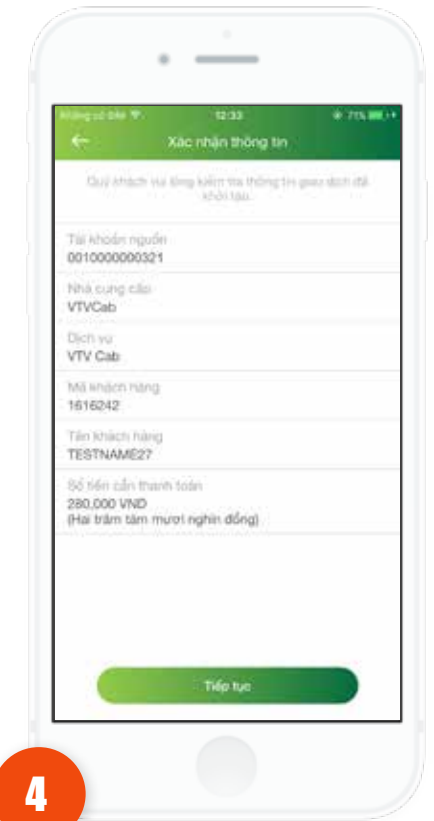 Không có SIM 12:33 71%
Xác nhận thông tin
Quý khách vui lòng kiểm tra thông tin giao dịch đã
khởi tạo.
Tài khoản nguồn
0010000000321
Nhà cung cấp
VTVCab
Dịch vụ
VTV Cab
Mã khách hàng
1616242
Tên khách hàng
TESTNAME27
Số tiền cần thanh toán
280,000 VND
(Hai trăm tám mươi nghìn đồng)
Tiếp tục
4